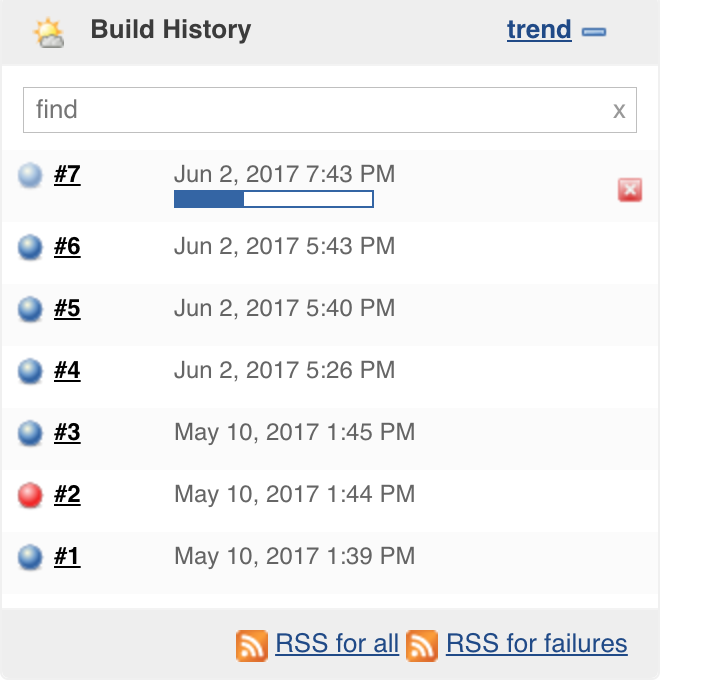 Build History trend
find x
#7 Jun 2, 2017 7:43 PM
#6 Jun 2, 2017 5:43 PM
#5 Jun 2, 2017 5:40 PM
#4 Jun 2, 2017 5:26 PM
#3 May 10, 2017 1:45 PM
#2 May 10, 2017 1:44 PM
#1 May 10, 2017 1:39 PM
RSS for all RSS for failures